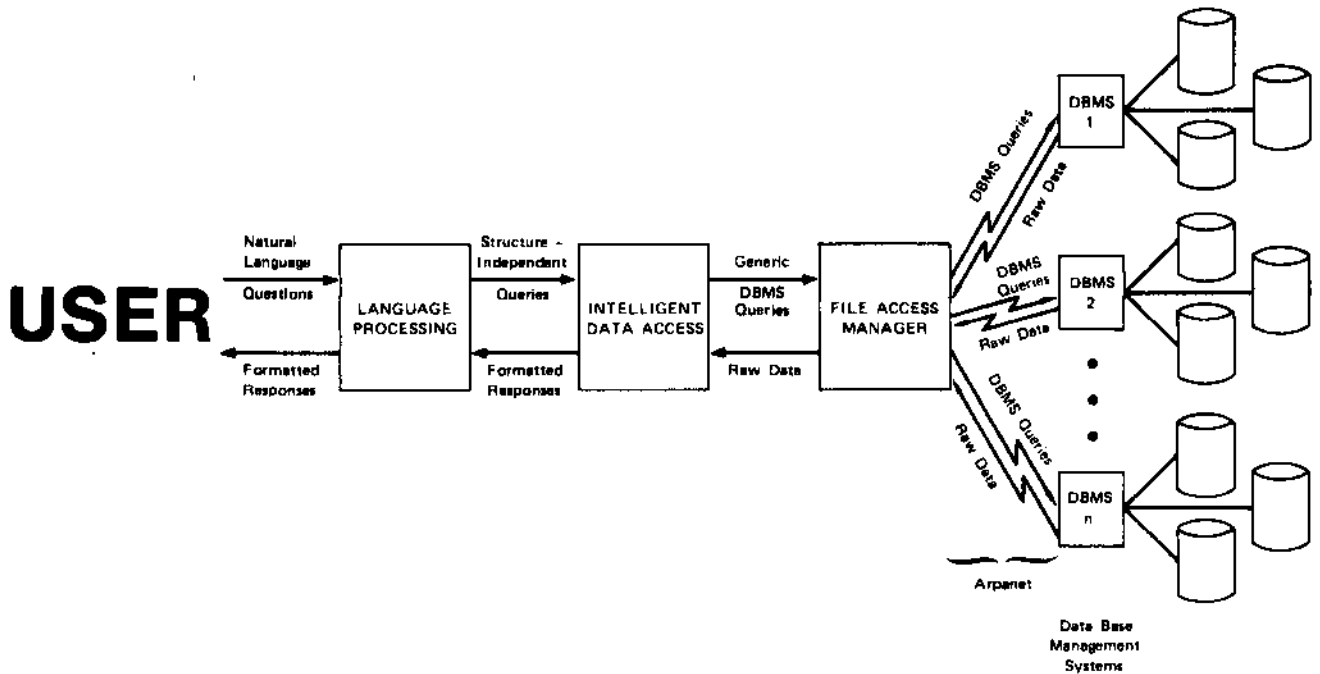 USER
Natural
Language
Questions
Formatted
Responses
LANGUAGE
PROCESSING
Structure -
Independent
Queries
Formatted
Responses
INTELLIGENT
DATA ACCESS
Generic
DBMS
Queries
Raw Data
FILE ACCESS
MANAGER
DBMS Queries
Raw Data
DBMS
Queries
Raw Data
DBMS Queries
Raw Data
Arpanet
DBMS
1
DBMS
2
DBMS
n
Data Base
Management
Systems